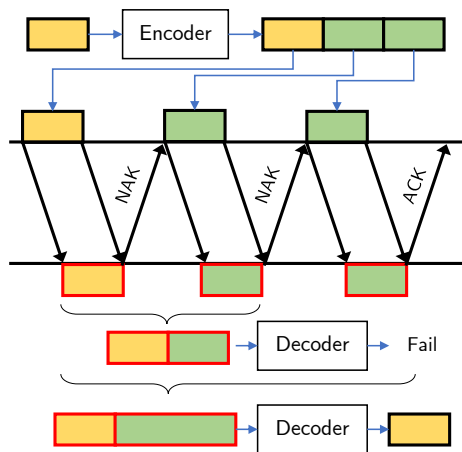 Encoder
NAK
NAK
ACK
Decoder
Fail
Decoder